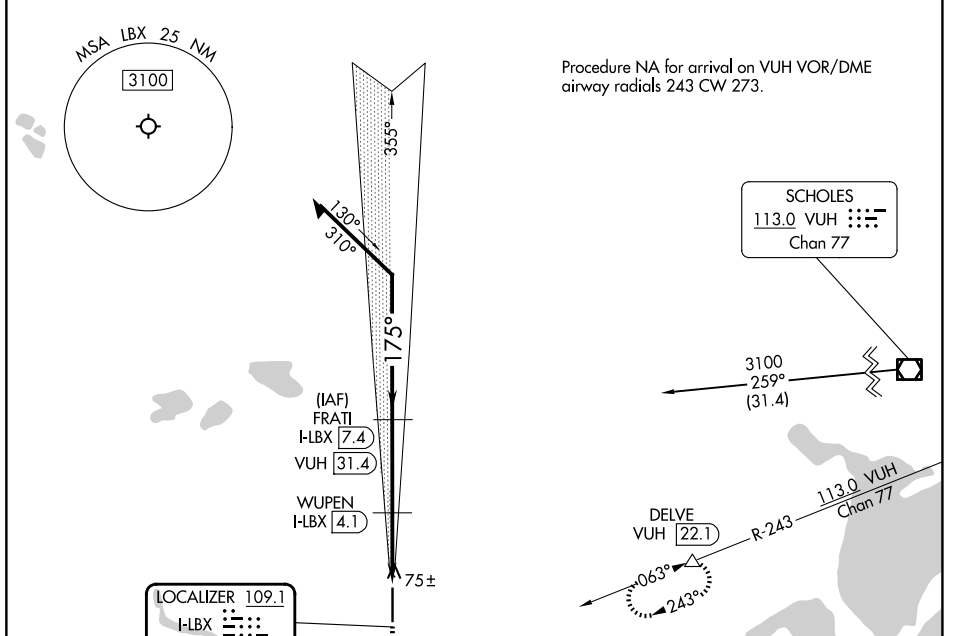 MSA LBX 25 NM
3100
Procedure NA for arrival on VUH VOR/DME
airway radials 243 CW 273.
355°
130°
310°
175°
SCHOLES
113.0 VUH
Chan 77
3100
259°
(31.4)
(IAF)
FRATI
I-LBX 7.4
VUH 31.4
WUPEN
I-LBX 4.1
113.0 VUH
Chan 77
R-243
DELVE
VUH 22.1
063°
243°
75±
LOCALIZER 109.1
I-LBX